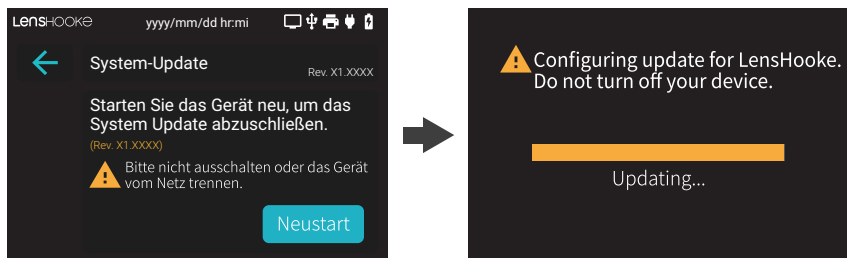 LENSHOOKE
yyyy/mm/dd hr:mi
System-Update
Rev. X1.XXXX
Starten Sie das Gerät neu, um das
System Update abzuschließen.
(Rev. X1.XXXX)
Bitte nicht ausschalten oder das Gerät
vom Netz trennen.
Neustart
Configuring update for LensHooke.
Do not turn off your device.
Updating...